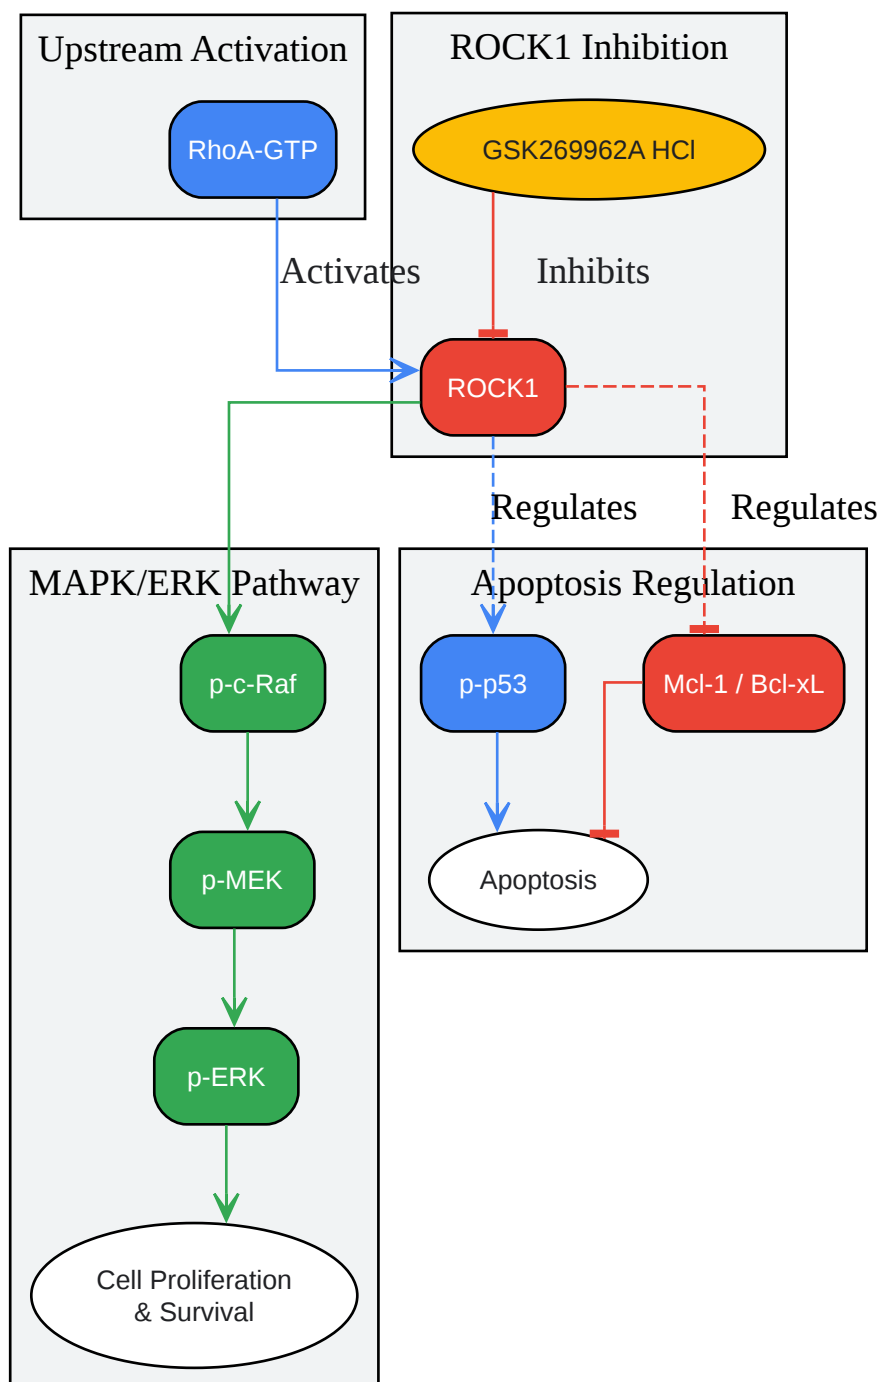 Upstream Activation
ROCK1 Inhibition
RhoA-GTP
GSK269962A HCl
Activates
Inhibits
ROCK1
Regulates
Regulates
MAPK/ERK Pathway
Apoptosis Regulation
p-c-Raf
p-p53
Mcl-1 / Bcl-xL
p-MEK
Apoptosis
p-ERK
Cell Proliferation
& Survival